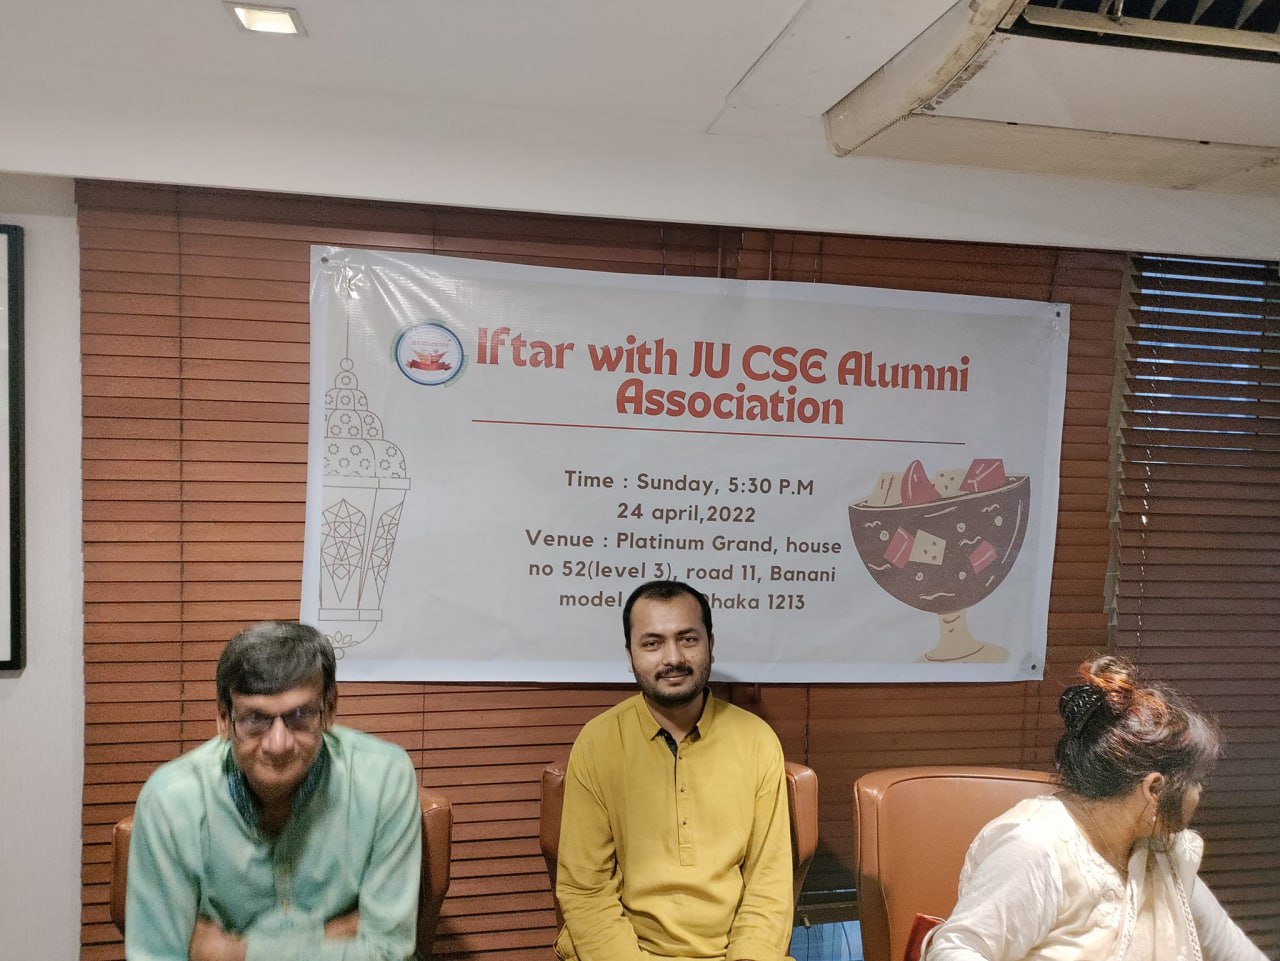 Iftar with JU CSE Alumni
Association
Time : Sunday, 5:30 P.M
24 april,2022
Venue : Platinum Grand, house
no 52(level 3), road 11, Banani
model haka 1213